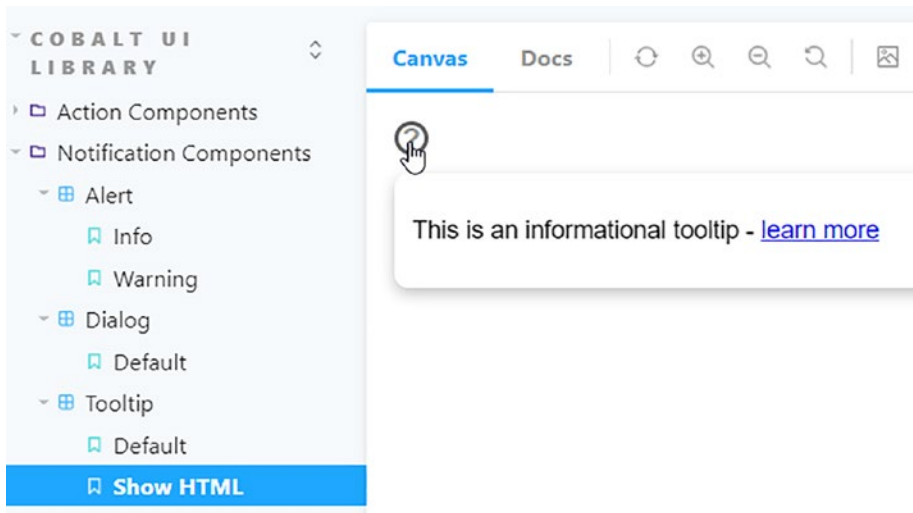 COBALT UI
LIBRARY
Action Components
Notification Components
Alert
Info
Warning
Dialog
Default
Tooltip
Default
Show HTML
Canvas Docs
?
This is an informational tooltip - learn more